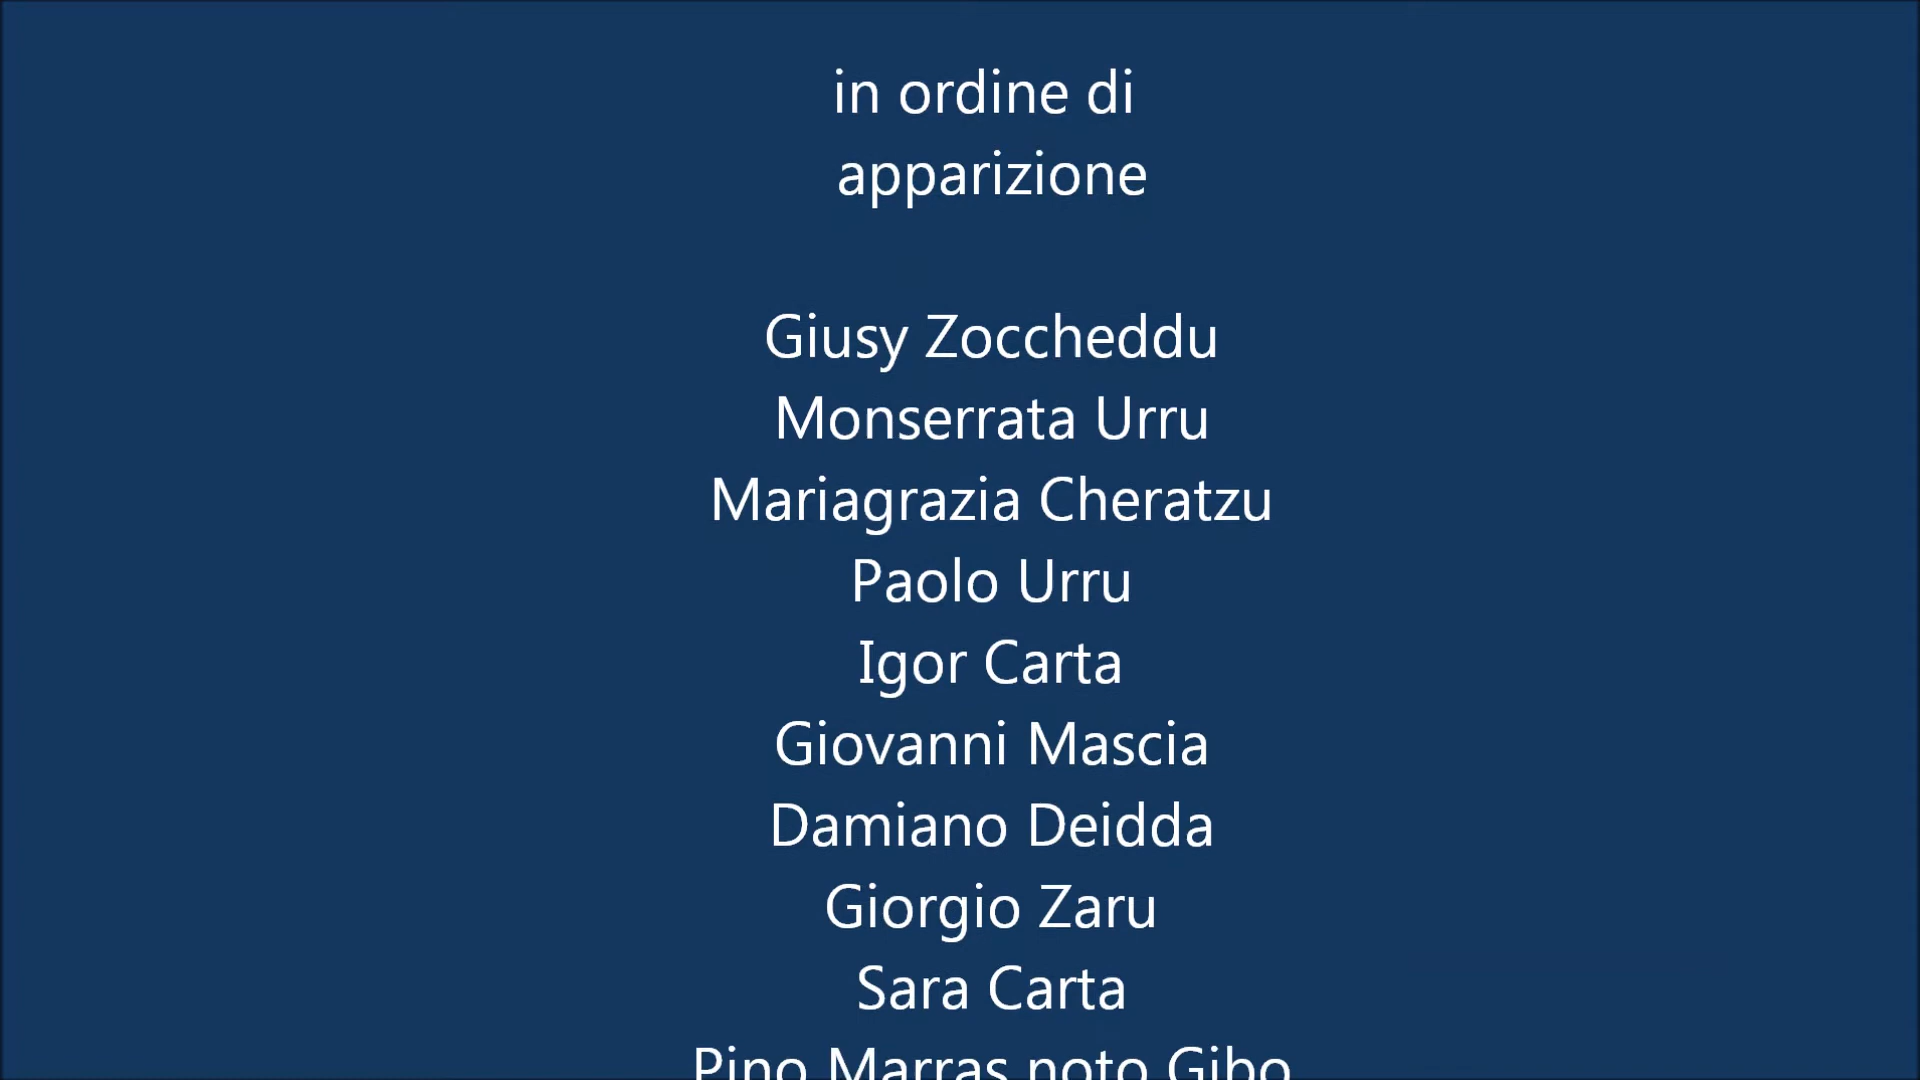 in ordine di
apparizione
Giusy Zoccheddu
Monserrata Urru
Mariagrazia Cheratzu
Paolo Urru
Igor Carta
Giovanni Mascia
Damiano Deidda
Giorgio Zaru
Sara Carta
Pino Marras noto Gibo